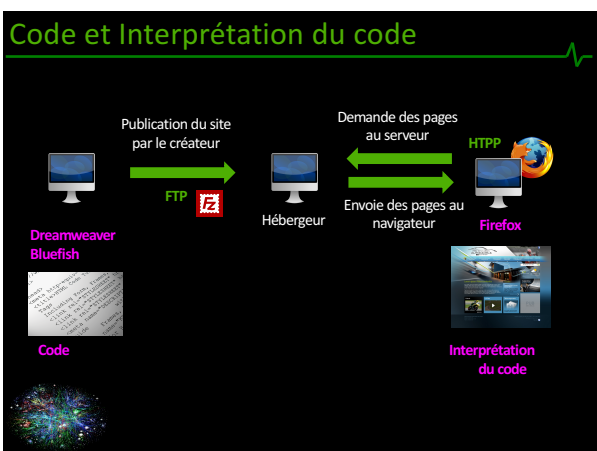 Code et Interprétation du code
Publication du site
par le créateur
FTP
Fz
Dreamweaver
Bluefish
Code
Hébergeur
Demande des pages
au serveur
HTPP
Envoie des pages au
navigateur
Firefox
Interprétation
du code